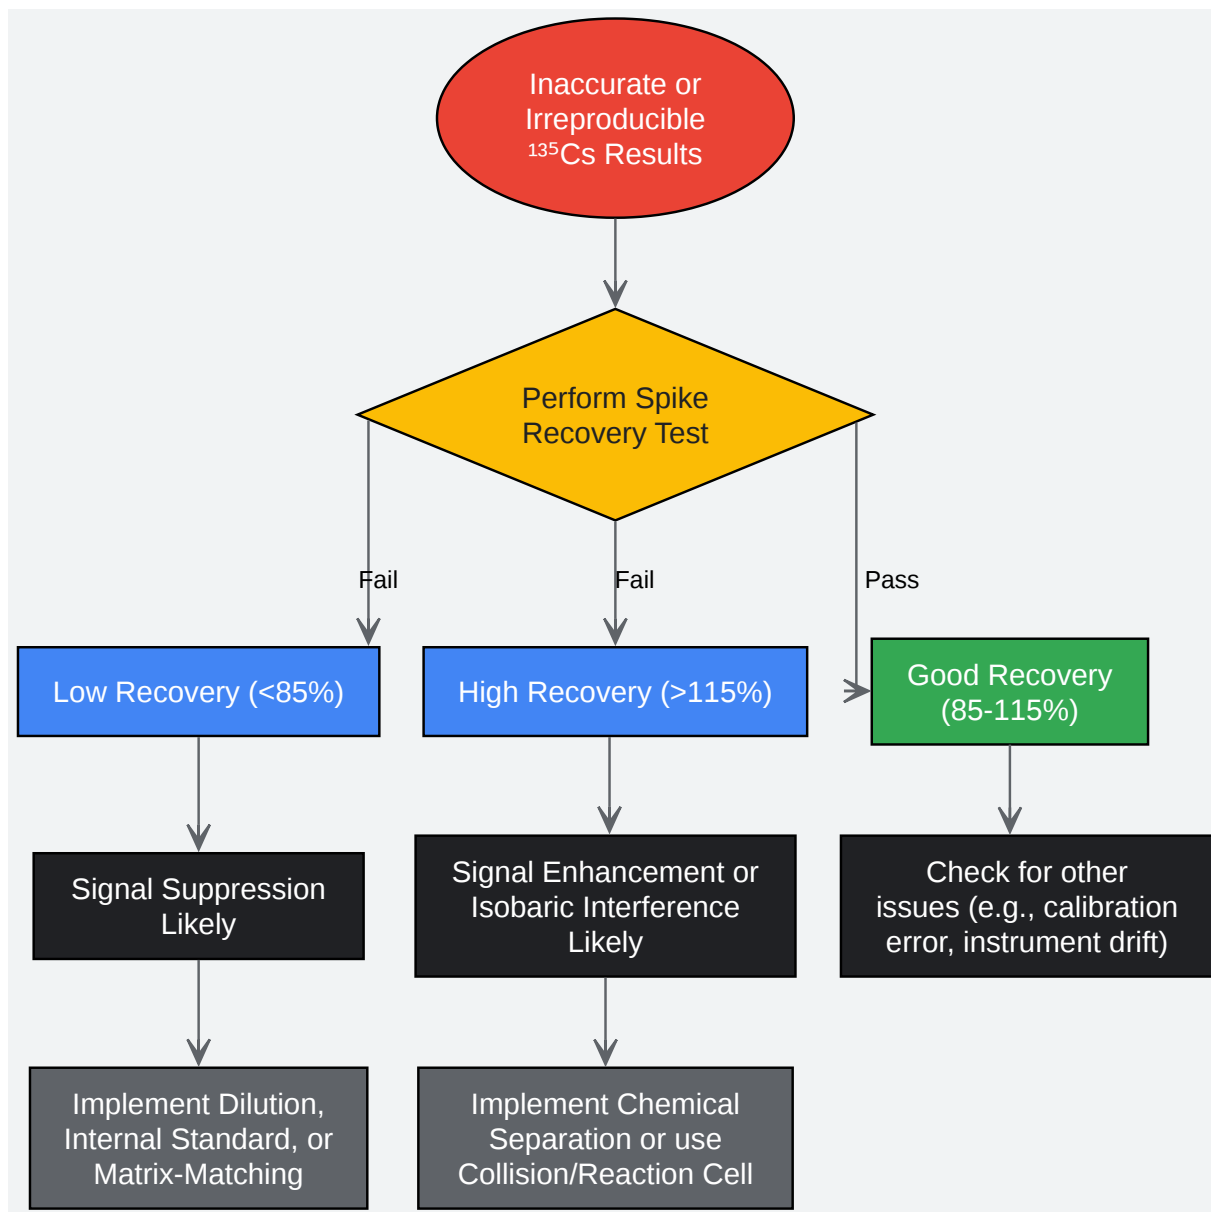 Inaccurate or
Irreproducible
¹³⁵Cs Results
Perform Spike
Recovery Test
Fail
Fail
Pass
Low Recovery (<85%)
High Recovery (>115%)
Good Recovery
(85-115%)
Signal Suppression
Likely
Signal Enhancement or
Isobaric Interference
Likely
Check for other
issues (e.g., calibration
error, instrument drift)
Implement Dilution,
Internal Standard, or
Matrix-Matching
Implement Chemical
Separation or use
Collision/Reaction Cell